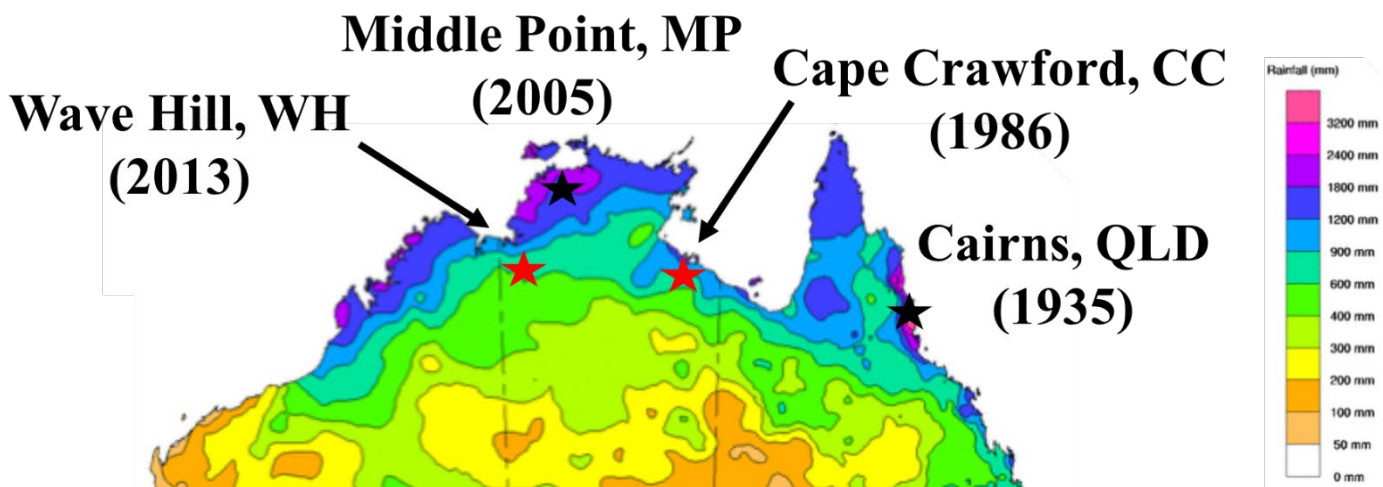 Middle Point, MP
(2005)
Cape Crawford, CC
(1986)
Wave Hill, WH
(2013)
Cairns, QLD
(1935)
Rainfall (mm)
3200 mm
2400 mm
1800 mm
1200 mm
900 mm
600 mm
400 mm
300 mm
200 mm
100 mm
50 mm
0 mm